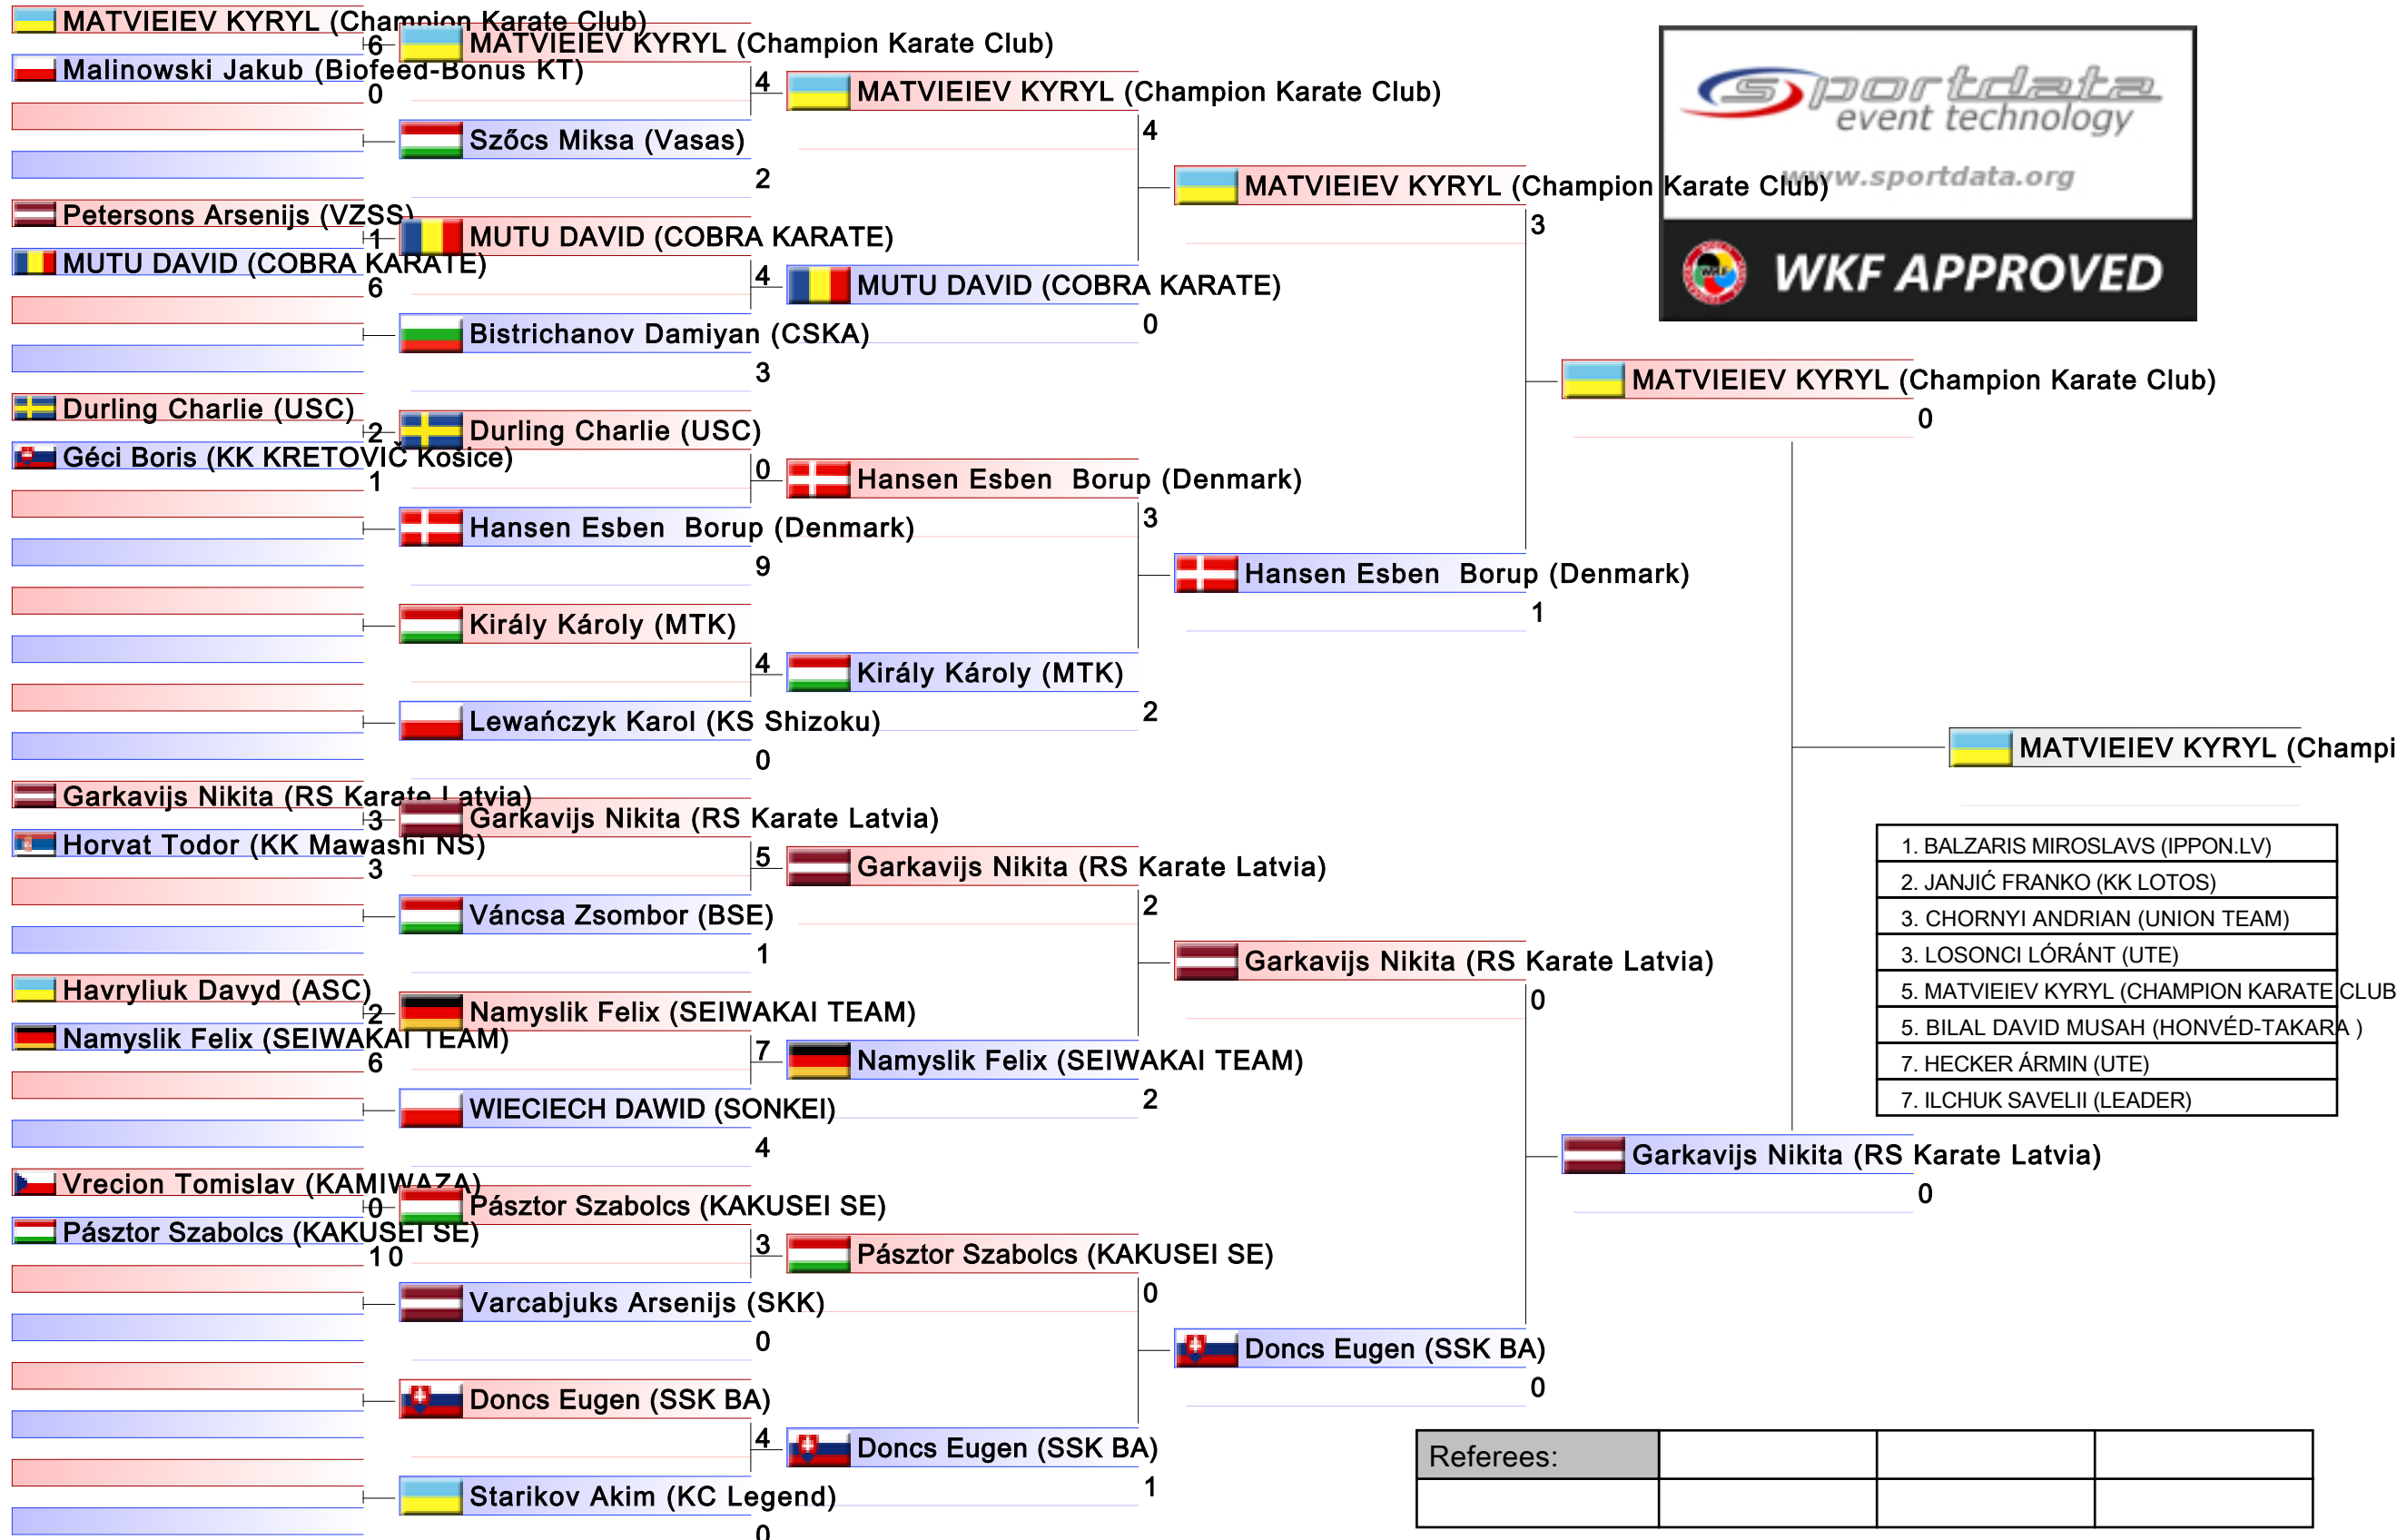 MATVIEIEV KYRYL (Champion Karate Club)
6
Malinowski Jakub (Biofeed-Bonus KT)
0
Petersons Arsenijs (VZSS)
1
MUTU DAVID (COBRA KARATE)
6
Durling Charlie (USC)
2
Géci Boris (KK KRETOVIČ Košice)
1
Garkavijs Nikita (RS Karate Latvia)
3
Horvat Todor (KK Mawashi NS)
3
Havryliuk Davyd (ASC)
2
Namyslik Felix (SEIWAKAI TEAM)
6
Vrecion Tomislav (KAMIWAZA)
0
Pásztor Szabolcs (KAKUSEI SE)
10
MATVIEIEV KYRYL (Champion Karate Club)
4
Szőcs Miksa (Vasas)
2
MUTU DAVID (COBRA KARATE)
4
Bistrichanov Damiyan (CSKA)
3
Durling Charlie (USC)
0
Hansen Esben  Borup (Denmark)
9
Király Károly (MTK)
4
Lewańczyk Karol (KS Shizoku)
0
Garkavijs Nikita (RS Karate Latvia)
5
Váncsa Zsombor (BSE)
1
Namyslik Felix (SEIWAKAI TEAM)
7
WIECIECH DAWID (SONKEI)
4
Pásztor Szabolcs (KAKUSEI SE)
3
Varcabjuks Arsenijs (SKK)
0
Doncs Eugen (SSK BA)
4
Starikov Akim (KC Legend)
0
MATVIEIEV KYRYL (Champion Karate Club)
4
MUTU DAVID (COBRA KARATE)
0
Hansen Esben  Borup (Denmark)
3
Király Károly (MTK)
2
Garkavijs Nikita (RS Karate Latvia)
2
Namyslik Felix (SEIWAKAI TEAM)
2
Pásztor Szabolcs (KAKUSEI SE)
0
Doncs Eugen (SSK BA)
1
MATVIEIEV KYRYL (Champion Karate Club)
3
Hansen Esben  Borup (Denmark)
1
Garkavijs Nikita (RS Karate Latvia)
0
Doncs Eugen (SSK BA)
0
MATVIEIEV KYRYL (Champion Karate Club)
0
Garkavijs Nikita (RS Karate Latvia)
0
MATVIEIEV KYRYL (Champi
sportdata
event technology
www.sportdata.org
WKF
WKF APPROVED
1. BALZARIS MIROSLAVS (IPPON.LV)
2. JANJIĆ FRANKO (KK LOTOS)
3. CHORNYI ANDRIAN (UNION TEAM)
3. LOSONCI LÓRÁNT (UTE)
5. MATVIEIEV KYRYL (CHAMPION KARATE CLUB
5. BILAL DAVID MUSAH (HONVÉD-TAKARA )
7. HECKER ÁRMIN (UTE)
7. ILCHUK SAVELII (LEADER)
Referees: